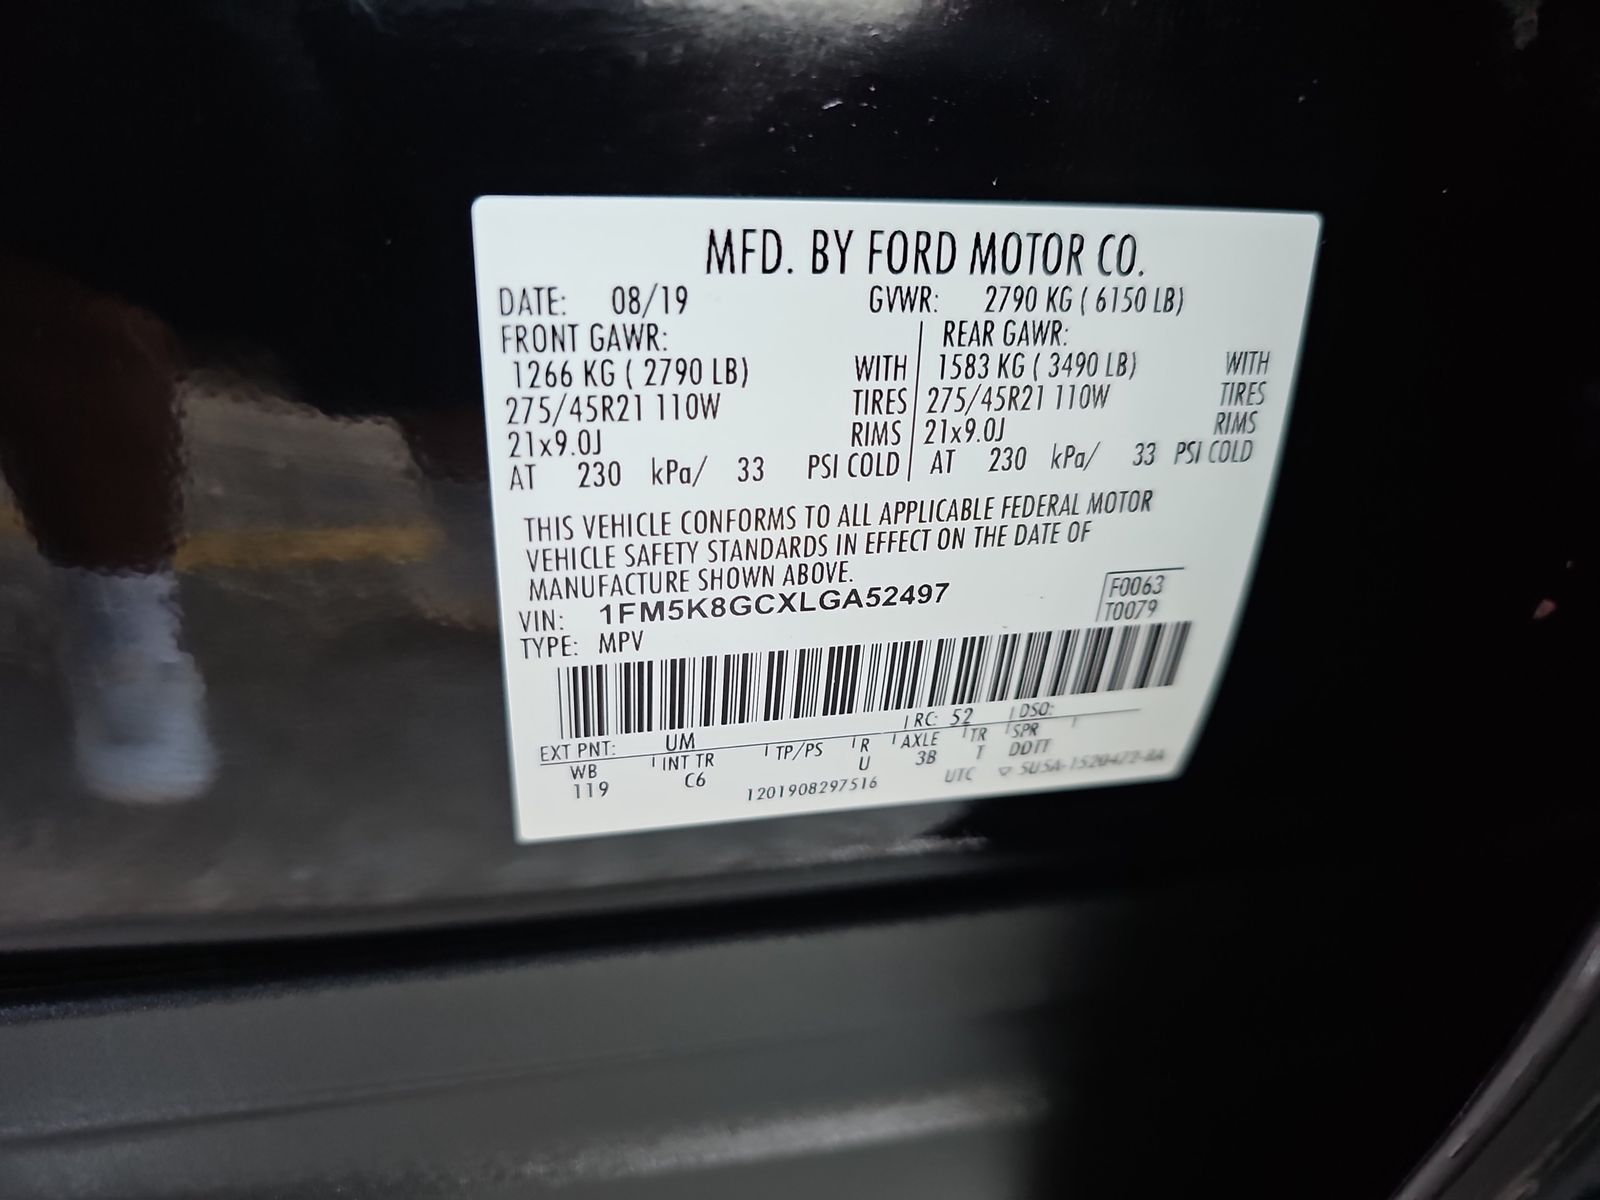 MFD. BY FORD MOTOR CO.
DATE: 08/19 GVWR: 2790 KG ( 6150 LB)
FRONT GAWR: REAR GAWR:
1266 KG ( 2790 LB) WITH 1583 KG ( 3490 LB) WITH
275/45R21 110W TIRES 275/45R21 110W TIRES
21x9.0J RIMS 21x9.0J RIMS
AT 230 kPa/ 33 PSI COLD AT 230 kPa/ 33 PSI COLD
THIS VEHICLE CONFORMS TO ALL APPLICABLE FEDERAL MOTOR
VEHICLE SAFETY STANDARDS IN EFFECT ON THE DATE OF
MANUFACTURE SHOWN ABOVE.
VIN: 1FM5K8GCXLGA52497 F0063
TYPE: MPV T0079
EXT PNT: UM RC: 52 DSO:
WB INT TR TP/PS R AXLE TR SPR
119 C6 U 3B T DDTT
1201908297516 UTC